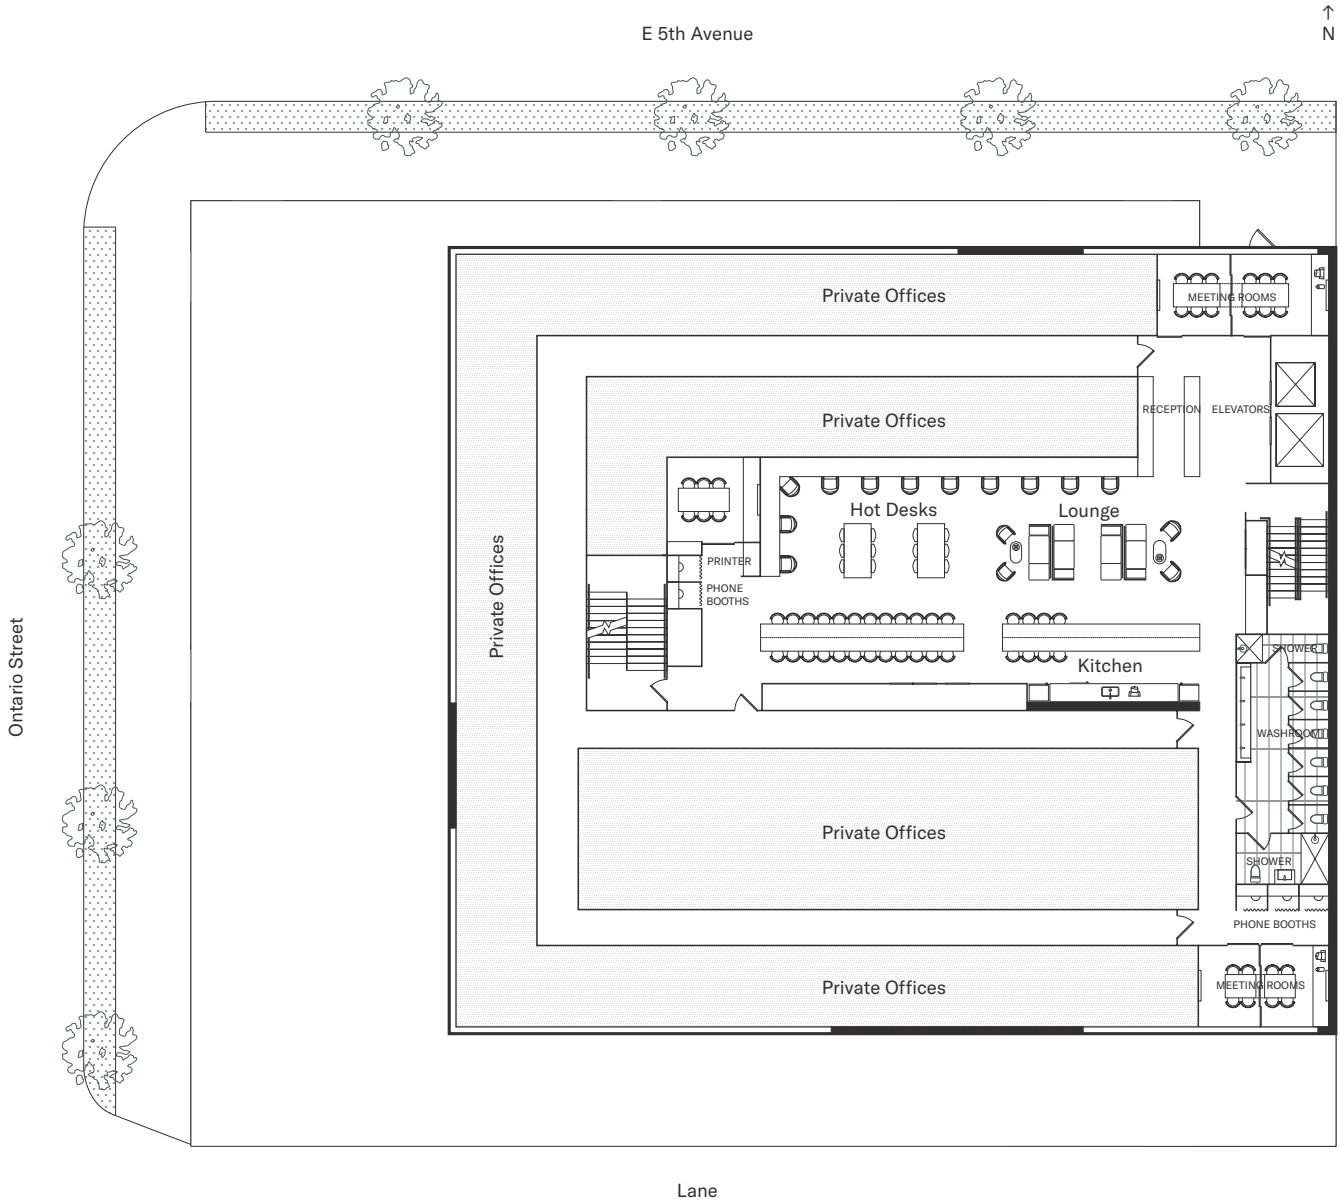 ↑
N
E 5th Avenue
Private Offices
MEETING ROOMS
Private Offices
RECEPTION
ELEVATORS
Hot Desks
Lounge
PRINTER
PHONE
BOOTHS
Private Offices
Ontario Street
SHOWER
Kitchen
WASHROOM
Private Offices
SHOWER
PHONE BOOTHS
Private Offices
MEETING ROOMS
Lane